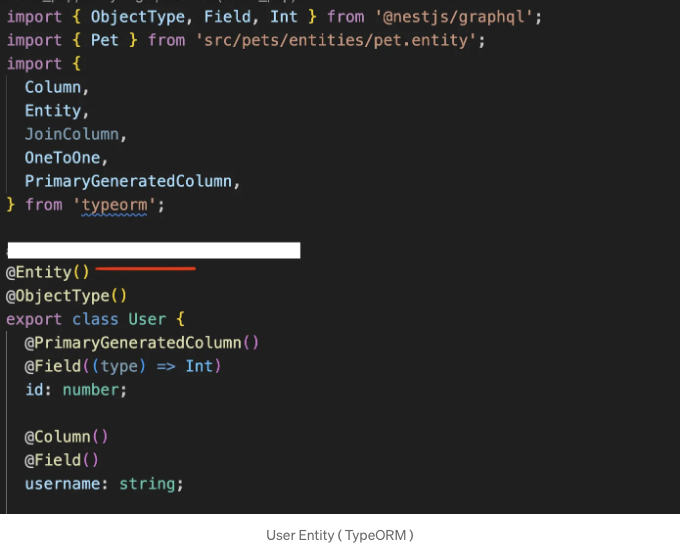 import { ObjectType, Field, Int } from '@nestjs/graphql';
import { Pet } from 'src/pets/entities/pet.entity';
import {
  Column,
  Entity,
  JoinColumn,
  OneToOne,
  PrimaryGeneratedColumn,
} from 'typeorm';
@Entity()
@ObjectType()
export class User {
  @PrimaryGeneratedColumn()
  @Field((type) => Int)
  id: number;
  @Column()
  @Field()
  username: string;
User Entity ( TypeORM )